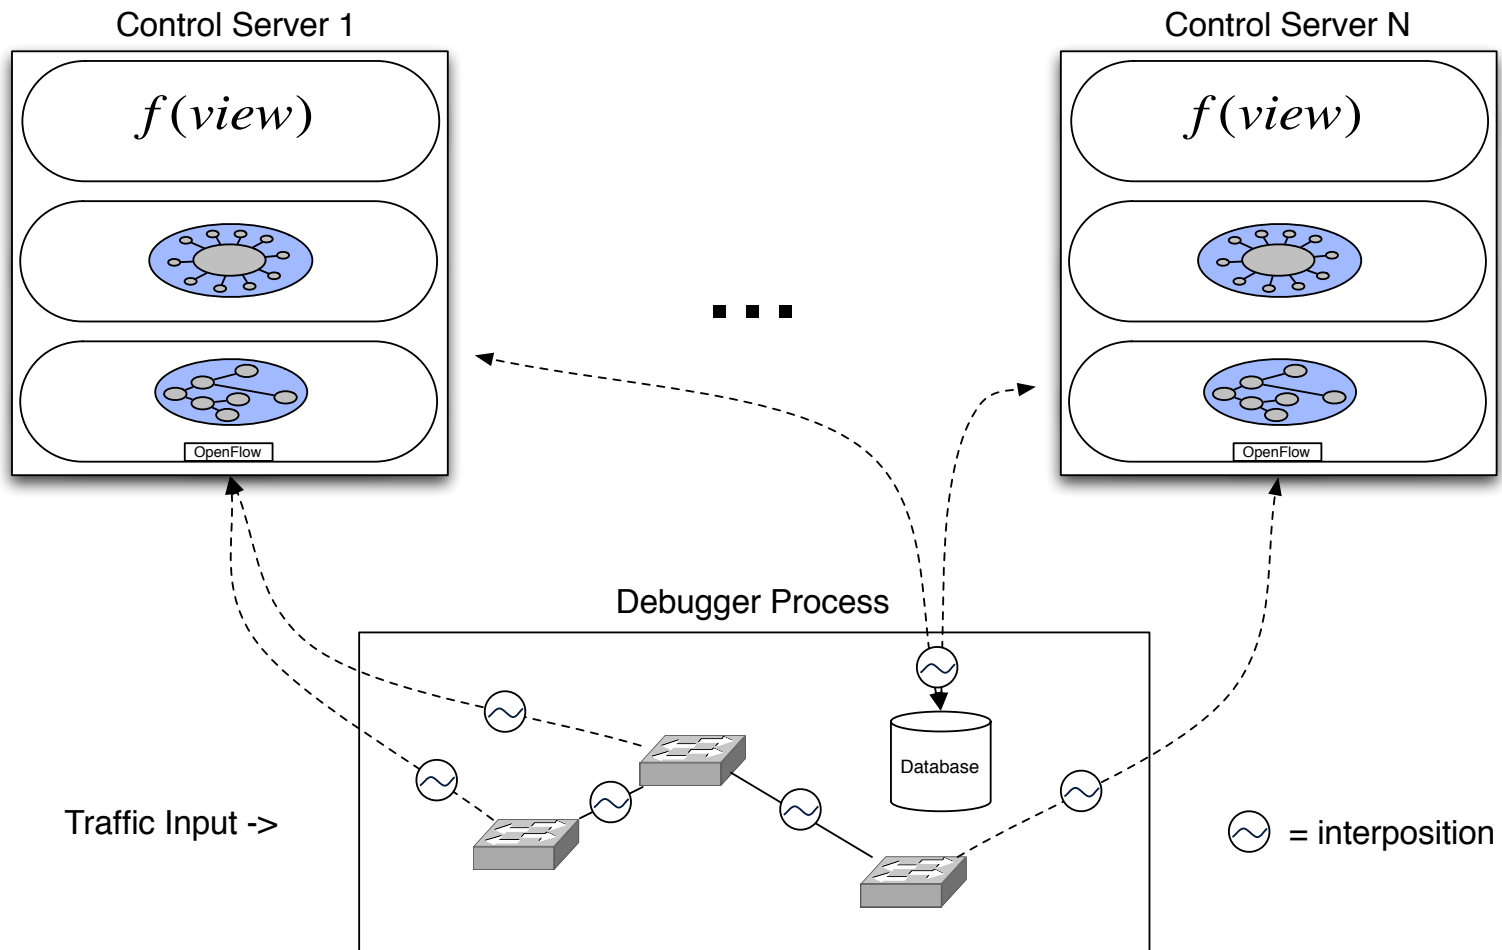 Control Server 1
Control Server N
f(view)
f(view)
OpenFlow
OpenFlow
Debugger Process
Database
Traffic Input ->
= interposition